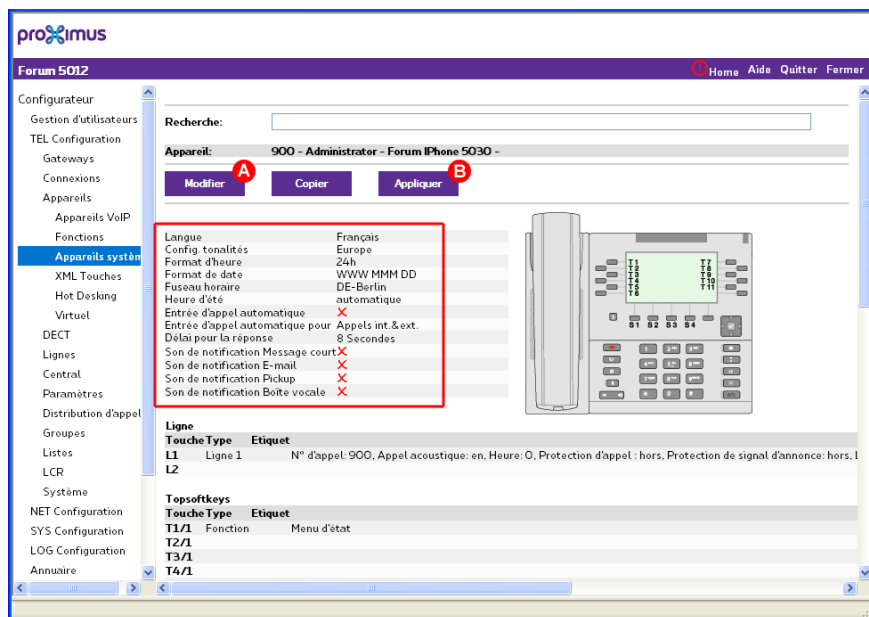 proximus
Forum 5012
Home Aide Quitter Fermer
Configurateur
Gestion d'utilisateurs
TEL Configuration
Gateways
Connexions
Appareils
Appareils VoIP
Fonctions
Appareils systèm
XML Touches
Hot Desking
Virtuel
DECT
Lignes
Central
Paramètres
Distribution d'appel
Groupes
Listes
LCR
Système
NET Configuration
SYS Configuration
LOG Configuration
Annuaire
Recherche:
Appareil: 900 - Administrator - Forum IPhone 5030 -
A B
Modifier Copier Appliquer
Langue Français
Config. tonalités Europe
Format d'heure 24h
Format de date WWW MMM DD
Fuseau horaire DE-Berlin
Heure d'été automatique
Entrée d'appel automatique
Entrée d'appel automatique pour Appels int.&ext.
Délai pour la réponse 8 Secondes
Son de notification Message court
Son de notification E-mail
Son de notification Pickup
Son de notification Boîte vocale
T1 T7
T2 T8
T3 T9
T4 T10
T5 T11
T6
S1 S2 S3 S4
Ligne
Touche Type Etiquet
L1 Ligne 1 N° d'appel: 900, Appel acoustique: en, Heure: 0, Protection d'appel : hors, Protection de signal d'annonce: hors, L
L2
Topsoftkeys
Touche Type Etiquet
T1/1 Fonction Menu d'état
T2/1
T3/1
T4/1